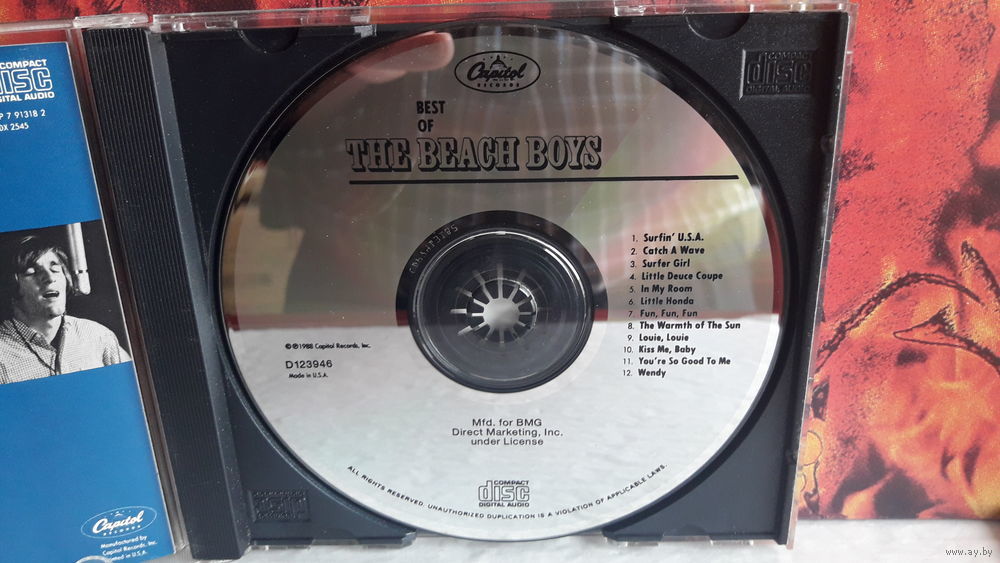 COMPACT
disc
DIGITAL AUDIO
P 7 91318 2
DX 2545
Capitol
RECORDS
Manufactured by
Capitol Records, Inc.
Printed in U.S.A.
Capitol
RECORDS
BEST
OF
THE BEACH BOYS
1. Surfin' U.S.A.
2. Catch A Wave
3. Surfer Girl
4. Little Deuce Coupe
5. In My Room
6. Little Honda
7. Fun, Fun, Fun
8. The Warmth of The Sun
9. Louie, Louie
10. Kiss Me, Baby
11. You're So Good To Me
12. Wendy
©℗1988 Capitol Records, Inc.
D123946
Made in U.S.A.
Mfd. for BMG
Direct Marketing, Inc.
under License
COMPACT
disc
DIGITAL AUDIO
ALL RIGHTS RESERVED. UNAUTHORIZED DUPLICATION IS A VIOLATION OF APPLICABLE LAWS.
COMPACT
disc
DIGITAL AUDIO
www.ay.by